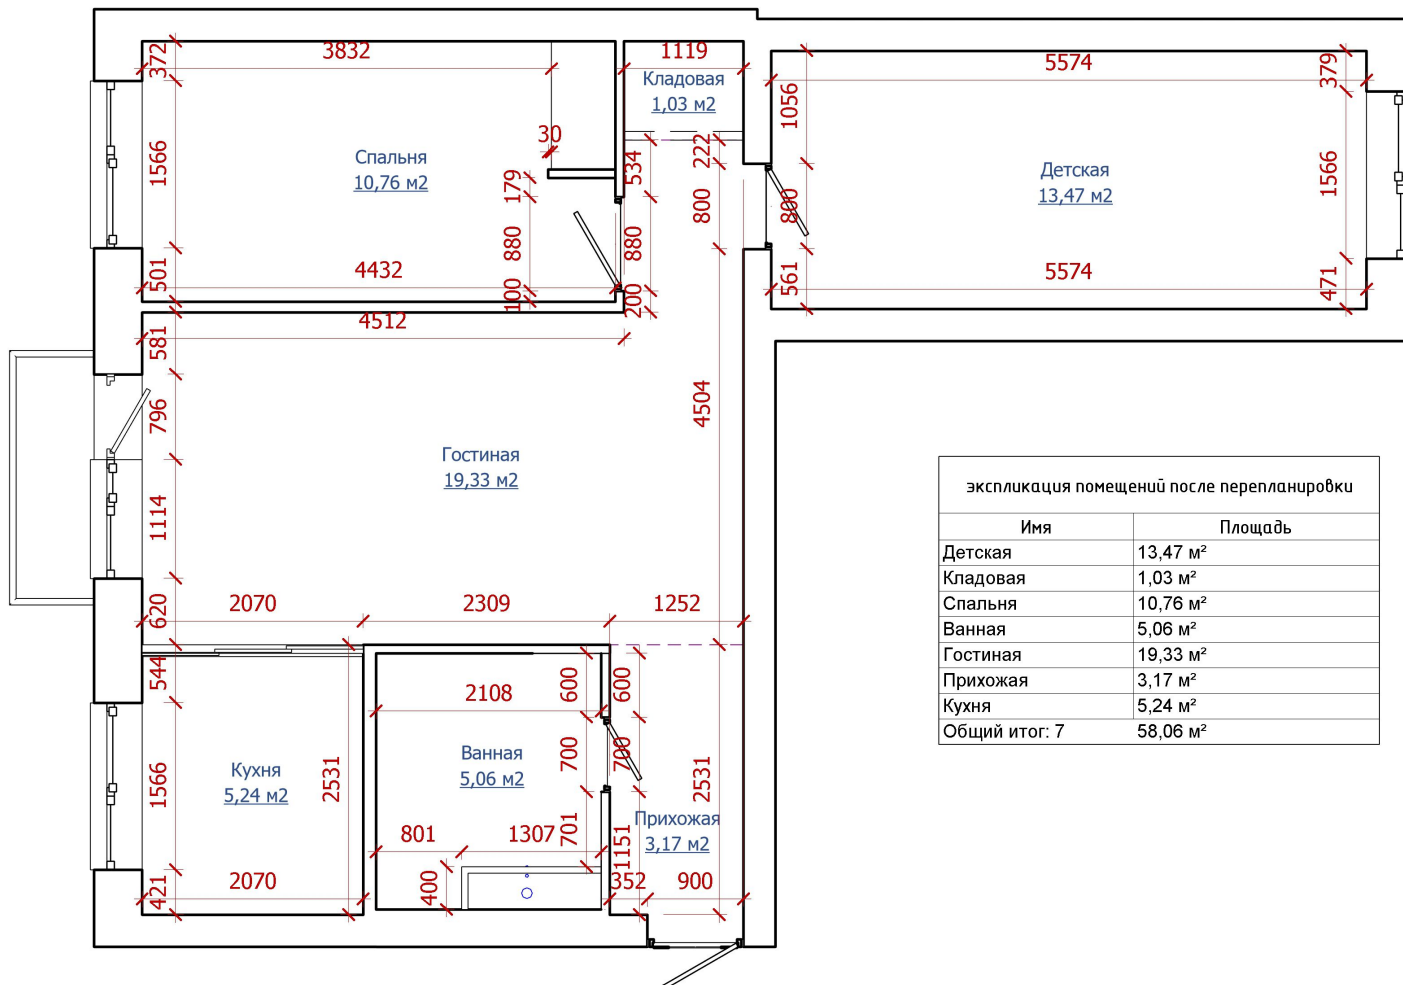 372
3832
1119
5574
379
Кладовая
1,03 м2
1056
30
222
534
1566
Спальня
10,76 м2
179
Детская
13,47 м2
1566
800
880
880
880
501
4432
100
200
561
5574
471
581
4512
796
4504
Гостиная
19,33 м2
1114
620
2070
2309
1252
экспликация помещений после перепланировки
Имя Площадь
Детская 13,47 м²
Кладовая 1,03 м²
Спальня 10,76 м²
Ванная 5,06 м²
Гостиная 19,33 м²
Прихожая 3,17 м²
Кухня 5,24 м²
Общий итог: 7 58,06 м²
544
2108
600
600
1566
Кухня
5,24 м2
2531
Ванная
5,06 м2
700
700
2531
801
1307
701
Прихожая
3,17 м2
1151
421
2070
400
352
900